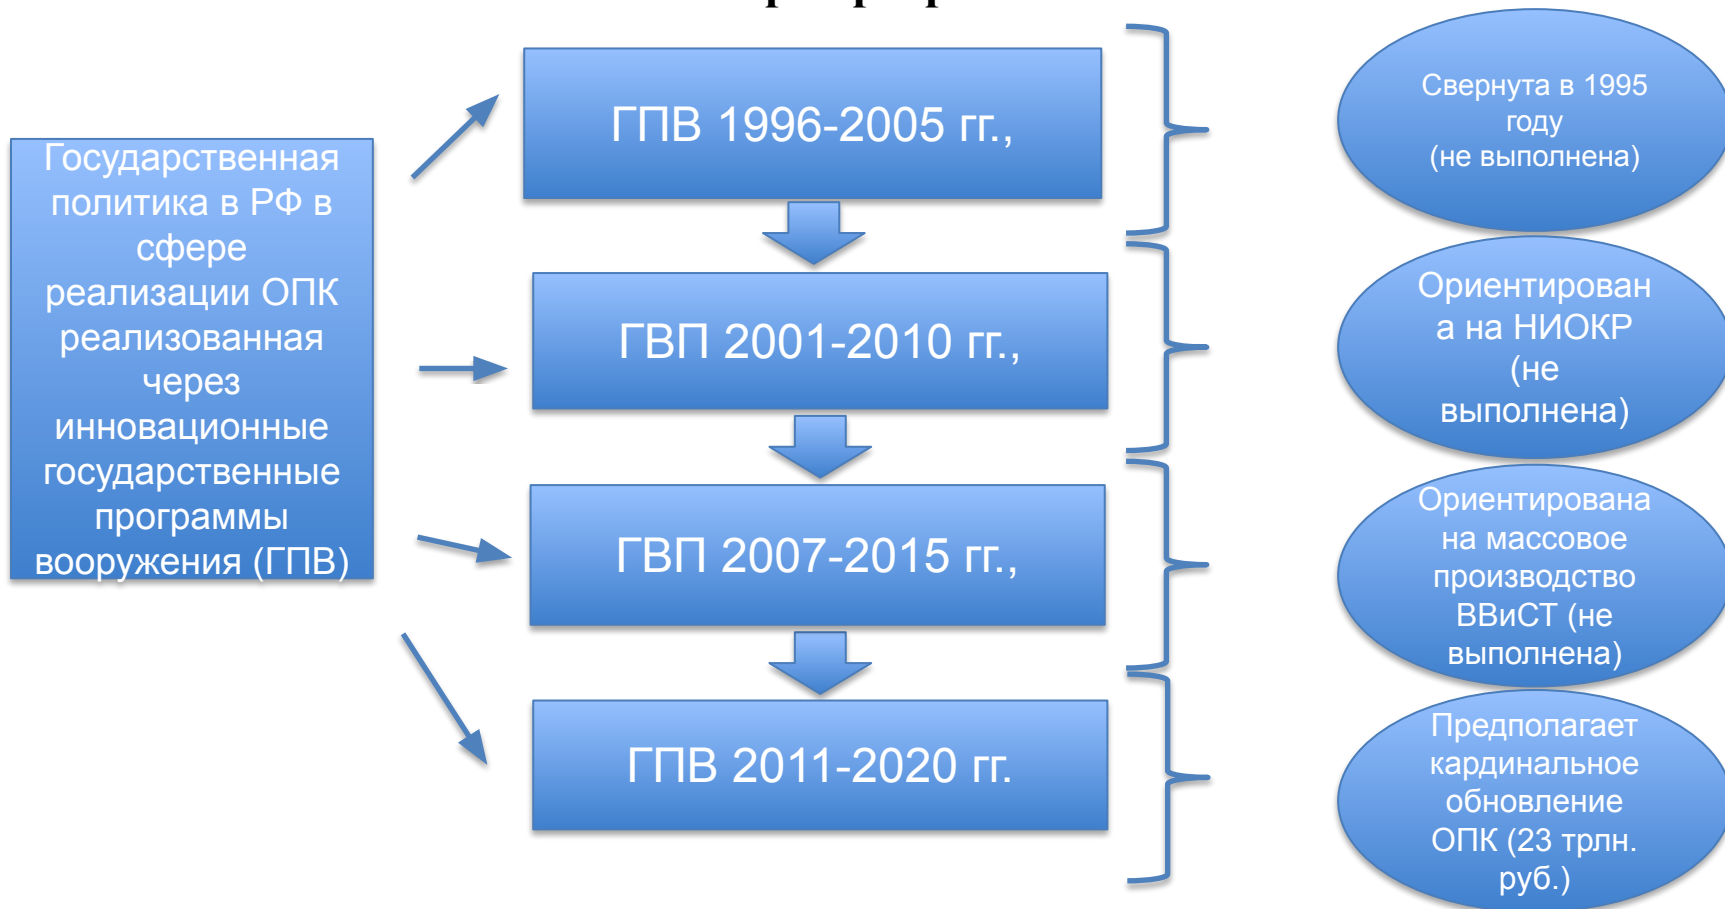 Государственная
политика в РФ в
сфере
реализации ОПК
реализованная
через
инновационные
государственные
программы
вооружения (ГПВ)
ГПВ 1996-2005 гг.,
Свернута в 1995
году
(не выполнена)
ГВП 2001-2010 гг.,
Ориентирован
а на НИОКР
(не
выполнена)
ГВП 2007-2015 гг.,
Ориентирована
на массовое
производство
ВВиСТ (не
выполнена)
ГПВ 2011-2020 гг.
Предполагает
кардинальное
обновление
ОПК (23 трлн.
руб.)